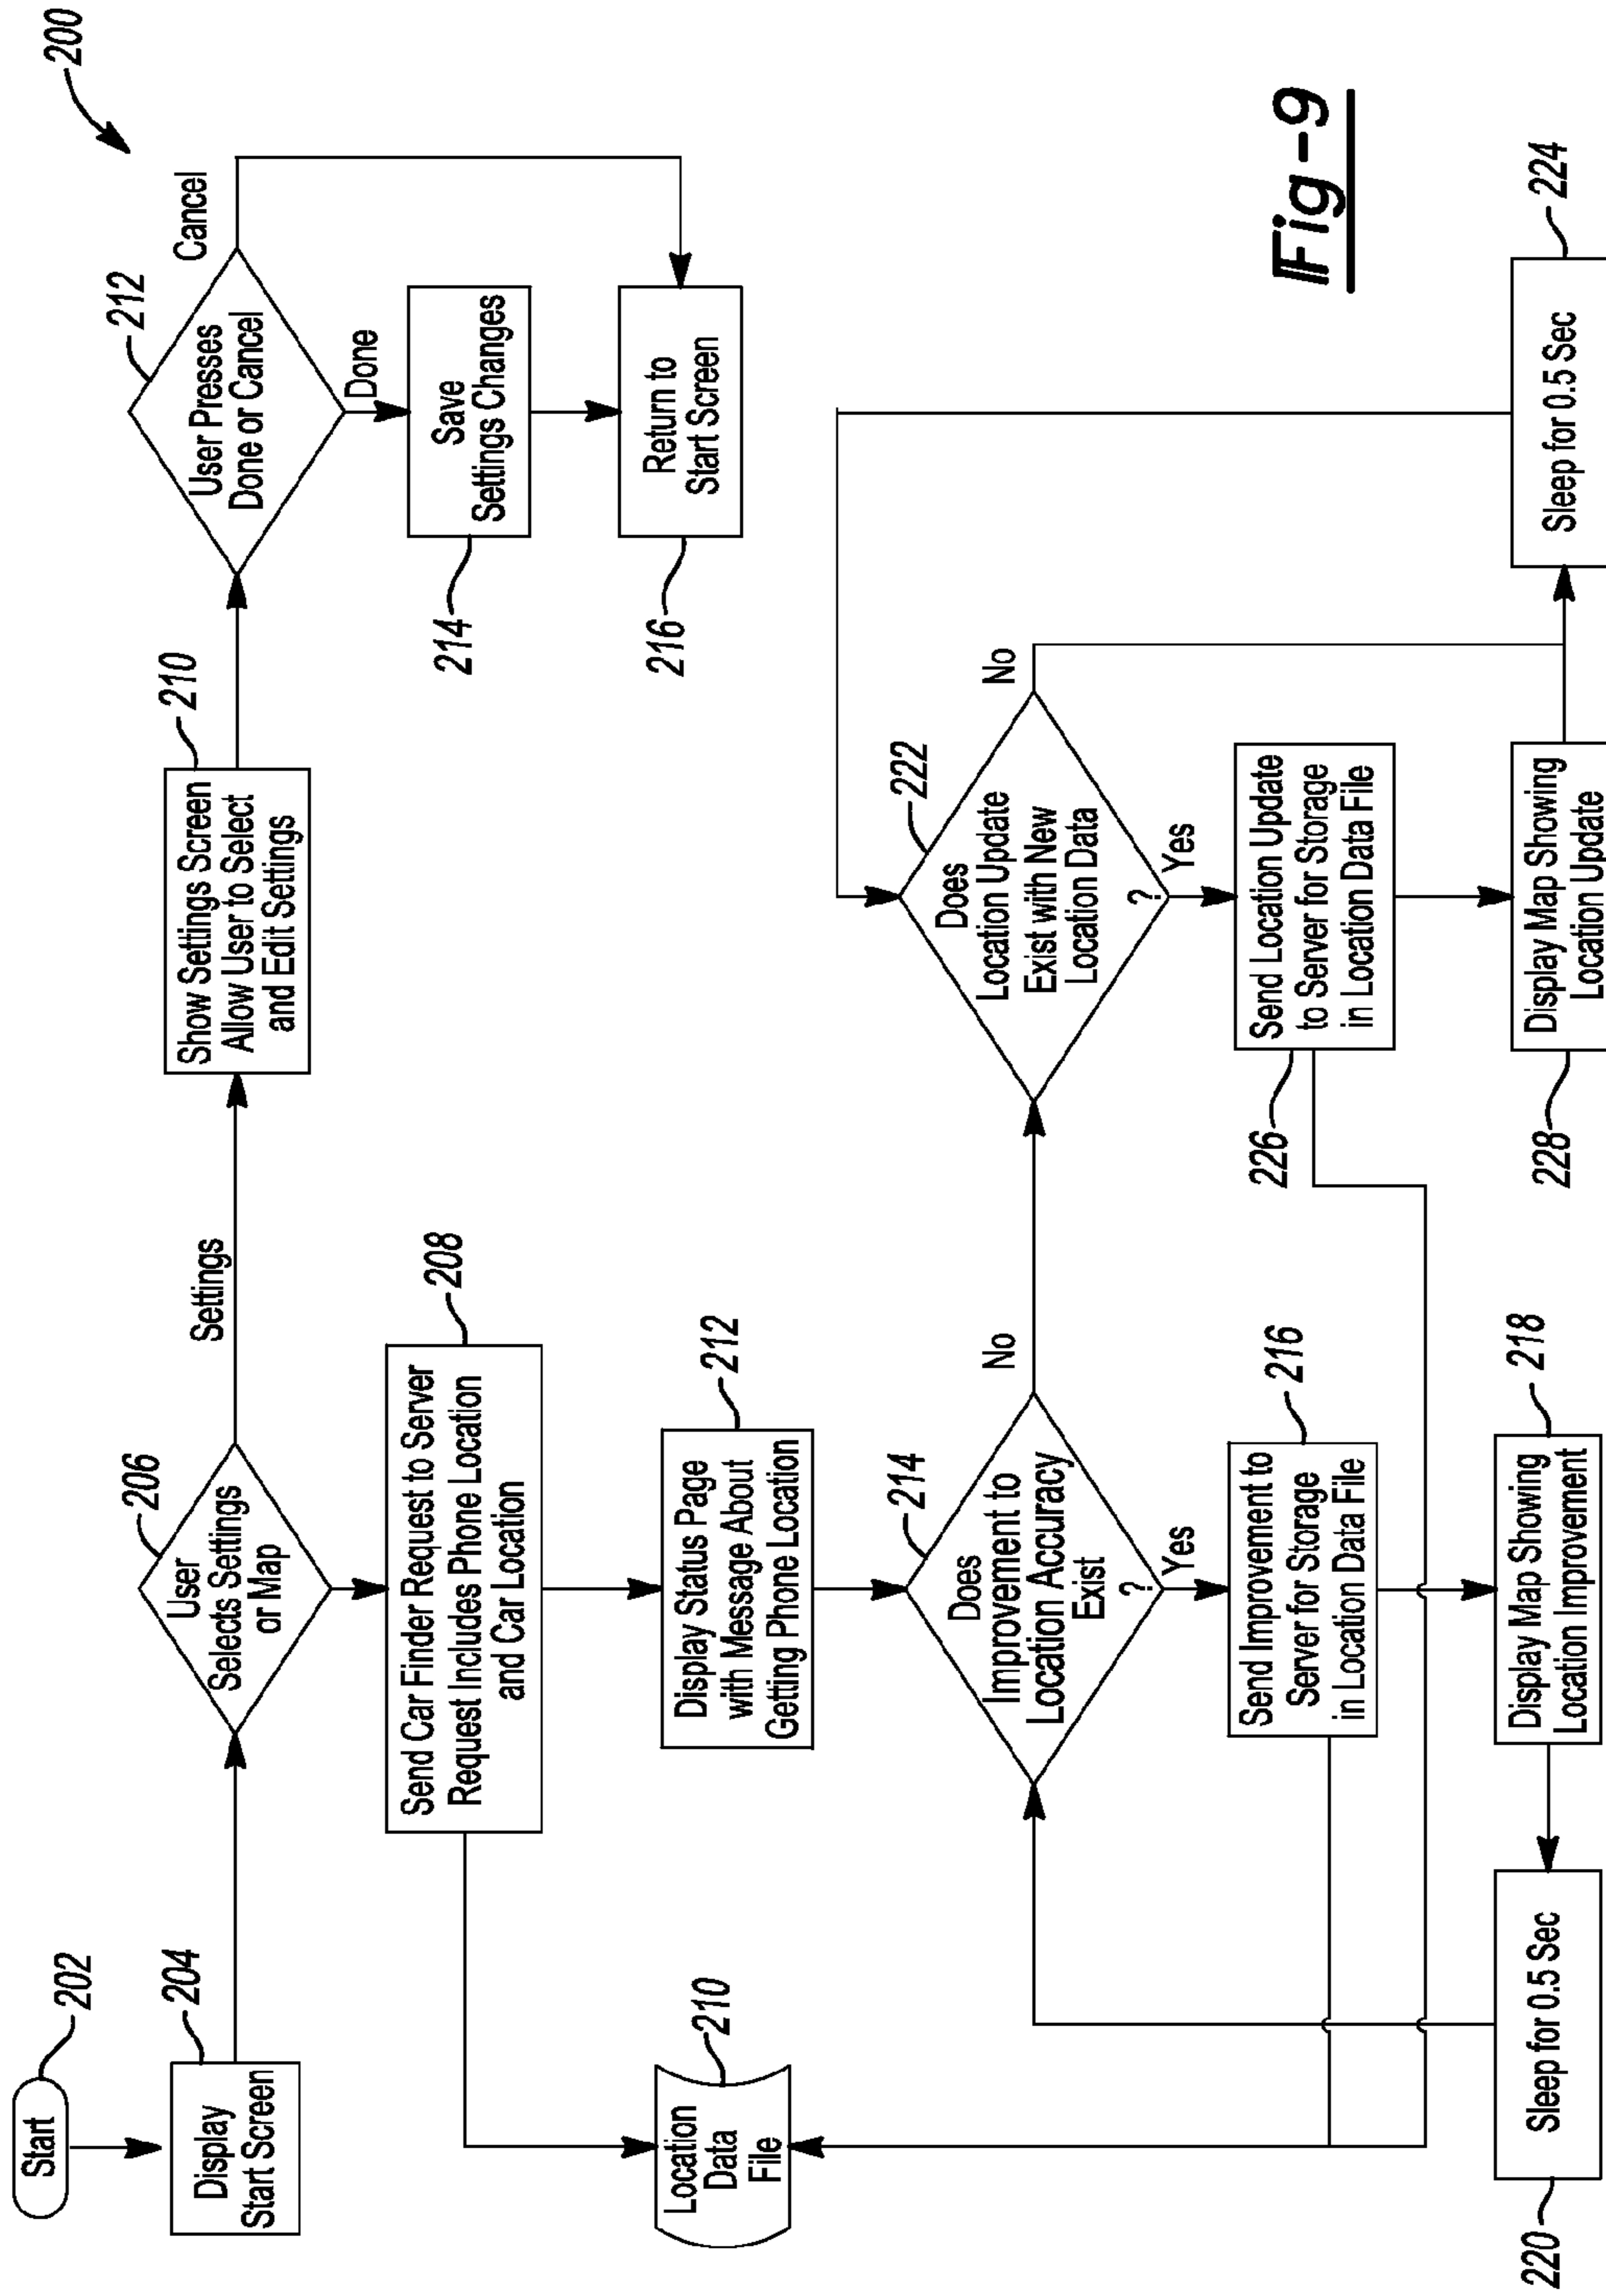 200
Start
202
Display
Start Screen
204
User
Selects Settings
or Map
206
Settings
Show Settings Screen
Allow User to Select
and Edit Settings
210
User Presses
Done or Cancel
212
Cancel
Done
Save
Settings Changes
214
Return to
Start Screen
216
Send Car Finder Request to Server
Request Includes Phone Location
and Car Location
208
Location
Data
File
210
Display Status Page
with Message About
Getting Phone Location
212
Does
Improvement to
Location Accuracy
Exist
?
214
No
Yes
Send Improvement to
Server for Storage
in Location Data File
216
Display Map Showing
Location Improvement
218
Sleep for 0.5 Sec
220
Does
Location Update
Exist with New
Location Data
?
222
No
Yes
Send Location Update
to Server for Storage
in Location Data File
226
Display Map Showing
Location Update
228
Sleep for 0.5 Sec
224
Fig-9